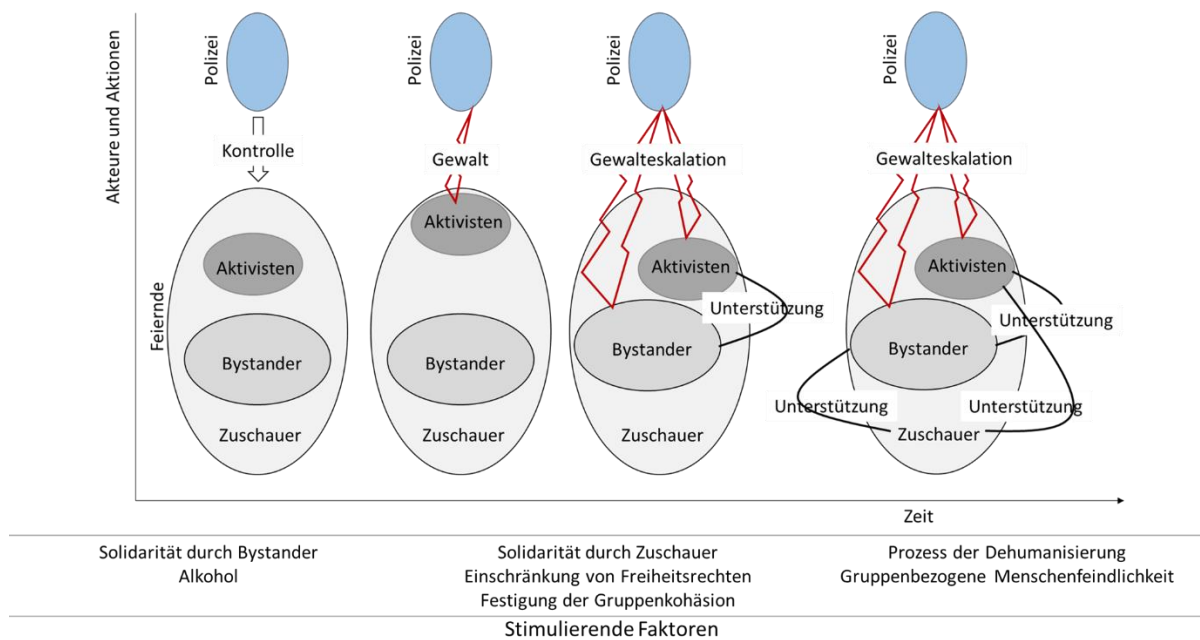 Akteure und Aktionen
Feiernde
Polizei
Kontrolle
Aktivisten
Bystander
Zuschauer
Polizei
Gewalt
Aktivisten
Bystander
Zuschauer
Polizei
Gewalteskalation
Aktivisten
Unterstützung
Bystander
Zuschauer
Polizei
Gewalteskalation
Aktivisten
Unterstützung
Bystander
Unterstützung
Unterstützung
Zuschauer
Zeit
Solidarität durch Bystander
Alkohol
Solidarität durch Zuschauer
Einschränkung von Freiheitsrechten
Festigung der Gruppenkohäsion
Prozess der Dehumanisierung
Gruppenbezogene Menschenfeindlichkeit
Stimulierende Faktoren